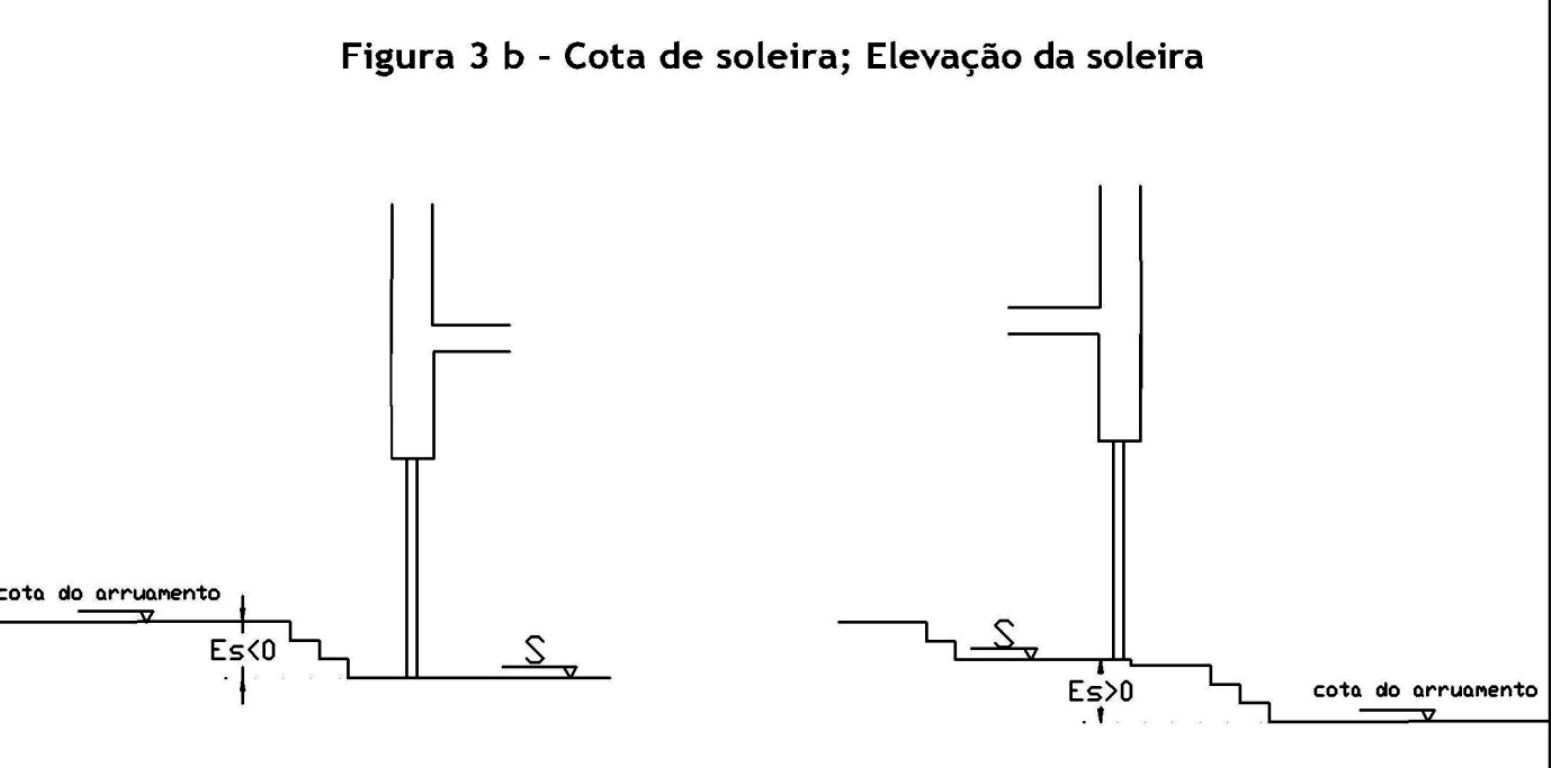 Figura 3 b - Cota de soleira; Elevação da soleira
cota do arruamento
Es<0
S
S
Es>0
cota do arruamento